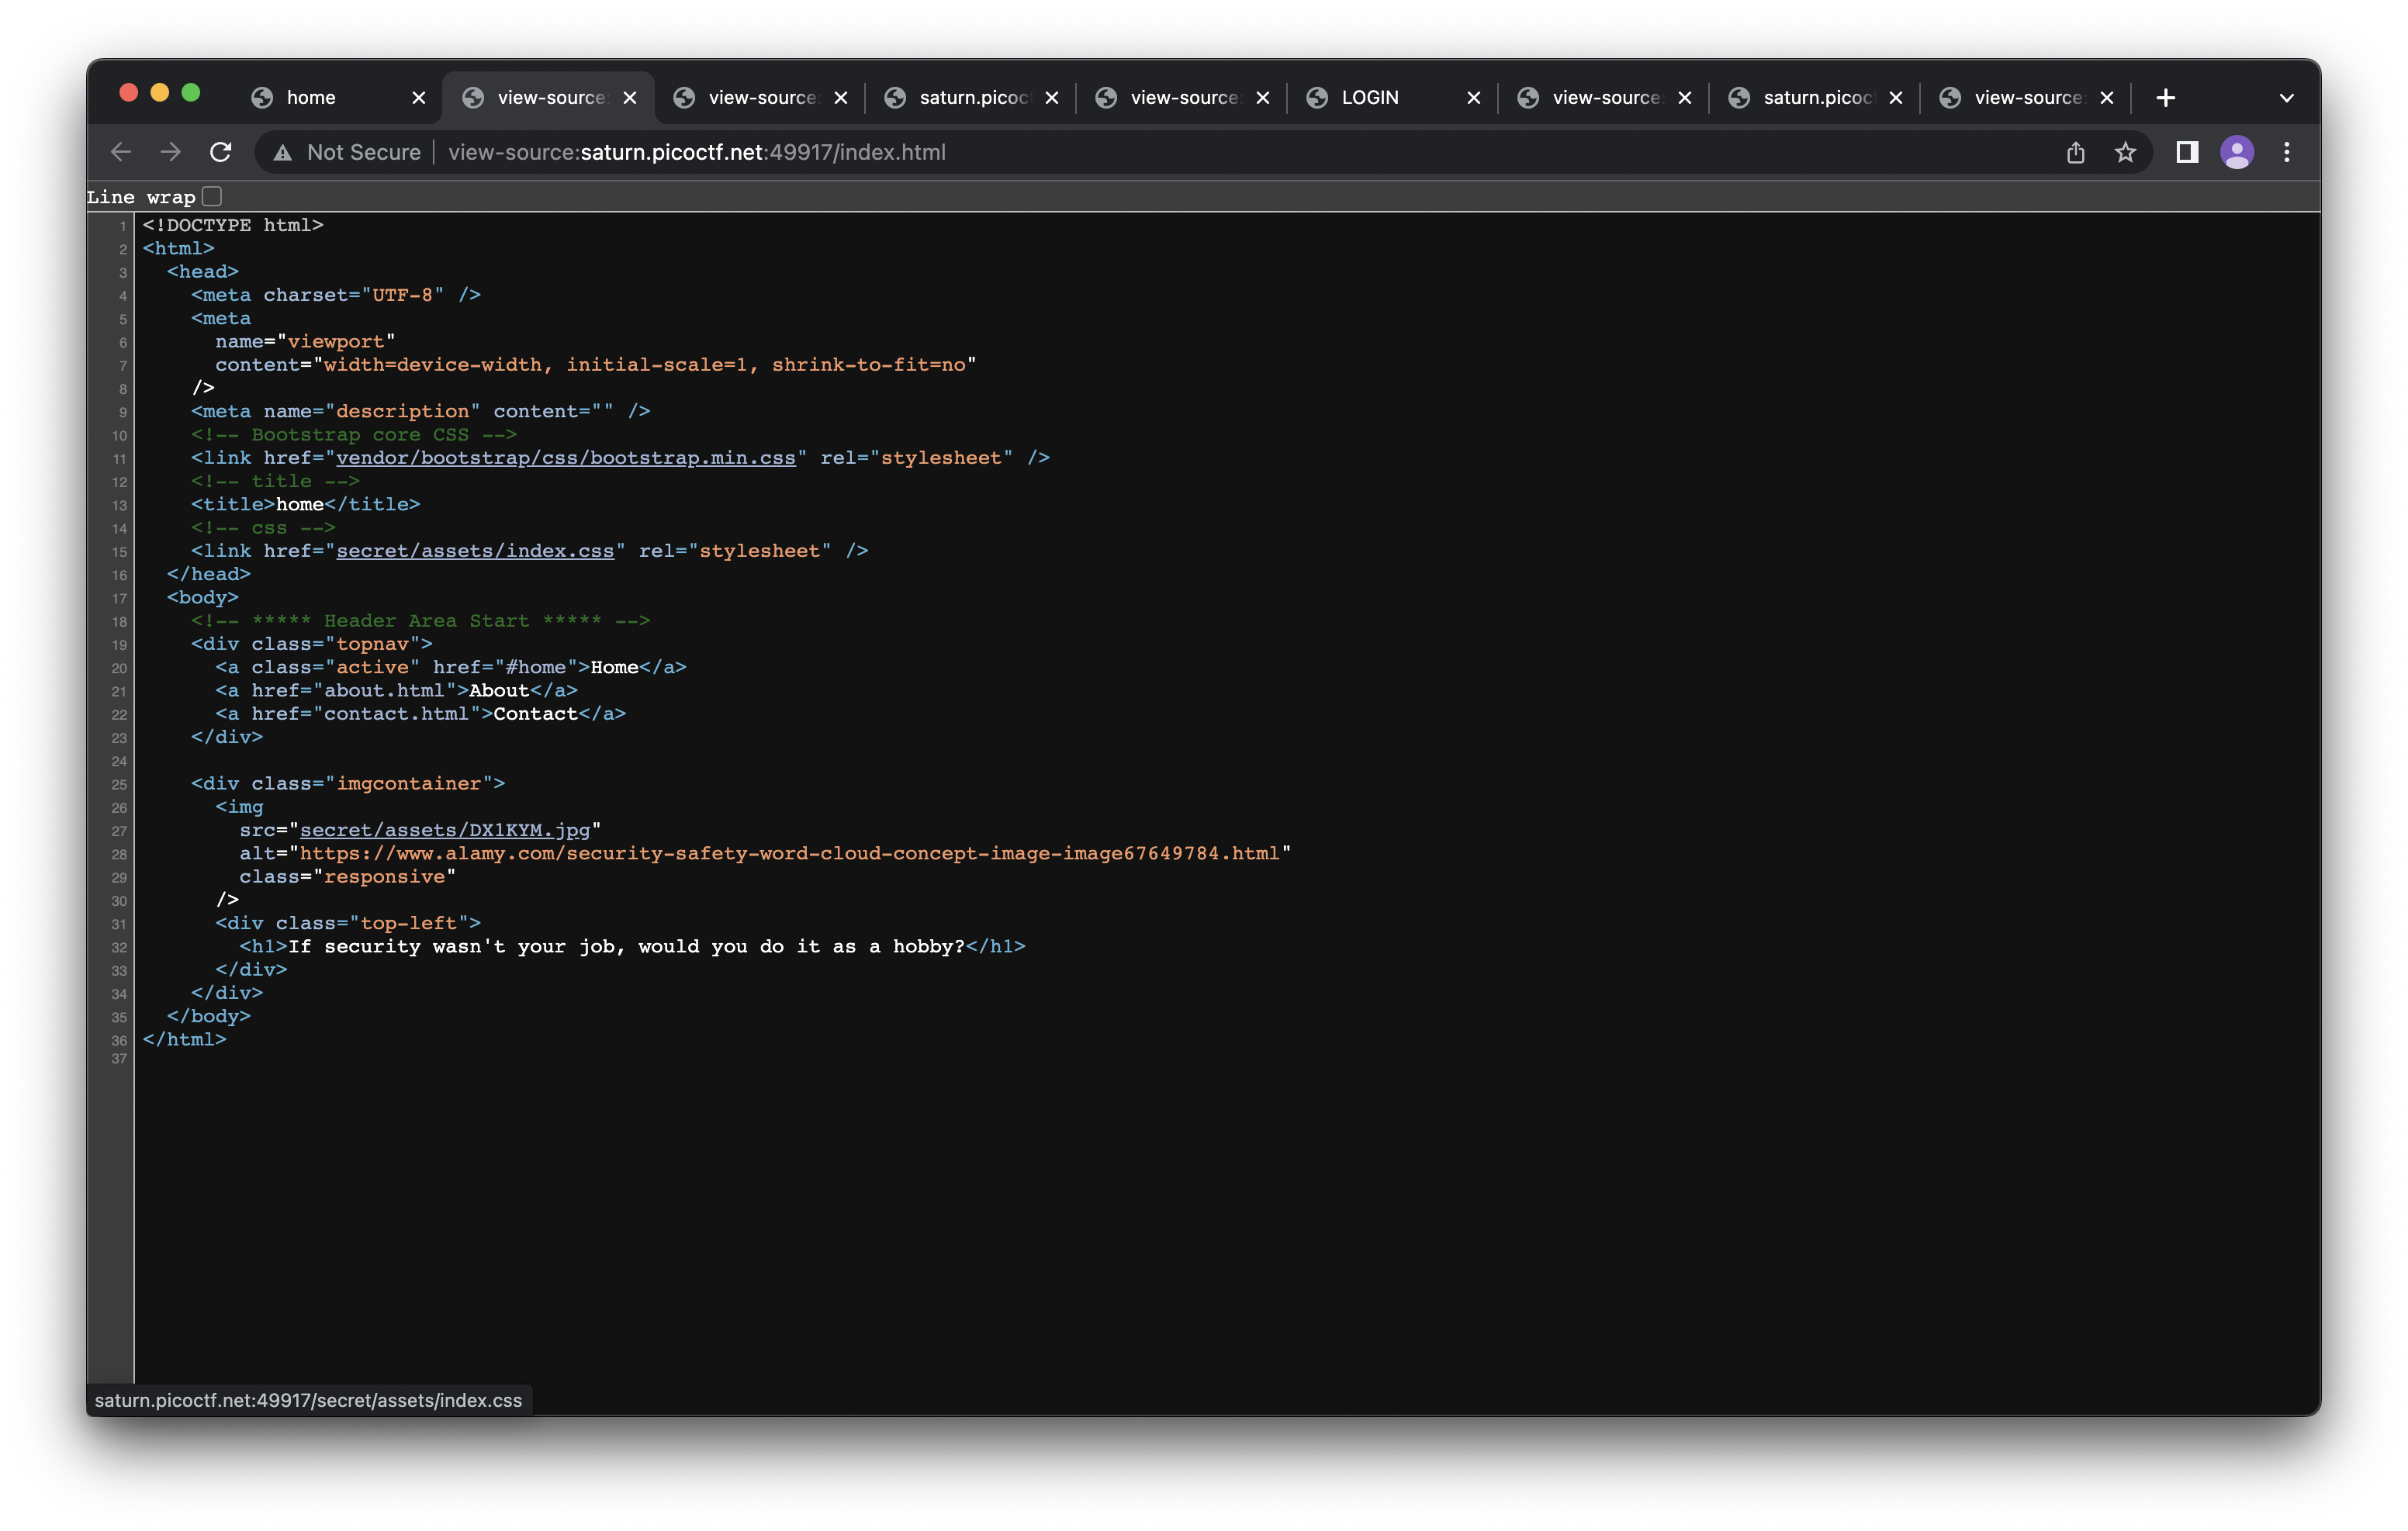 home
view-source:
view-source:
saturn.picoc
view-source:
LOGIN
view-source:
saturn.picoc
view-source:
Not Secure view-source:saturn.picoctf.net:49917/index.html
Line wrap
1 <!DOCTYPE html>
2 <html>
3 <head>
4 <meta charset="UTF-8" />
5 <meta
6 name="viewport"
7 content="width=device-width, initial-scale=1, shrink-to-fit=no"
8 />
9 <meta name="description" content="" />
10 <!-- Bootstrap core CSS -->
11 <link href="vendor/bootstrap/css/bootstrap.min.css" rel="stylesheet" />
12 <!-- title -->
13 <title>home</title>
14 <!-- css -->
15 <link href="secret/assets/index.css" rel="stylesheet" />
16 </head>
17 <body>
18 <!-- ***** Header Area Start ***** -->
19 <div class="topnav">
20 <a class="active" href="#home">Home</a>
21 <a href="about.html">About</a>
22 <a href="contact.html">Contact</a>
23 </div>
24
25 <div class="imgcontainer">
26 <img
27 src="secret/assets/DX1KYM.jpg"
28 alt="https://www.alamy.com/security-safety-word-cloud-concept-image-image67649784.html"
29 class="responsive"
30 />
31 <div class="top-left">
32 <h1>If security wasn't your job, would you do it as a hobby?</h1>
33 </div>
34 </div>
35 </body>
36 </html>
37
saturn.picoctf.net:49917/secret/assets/index.css